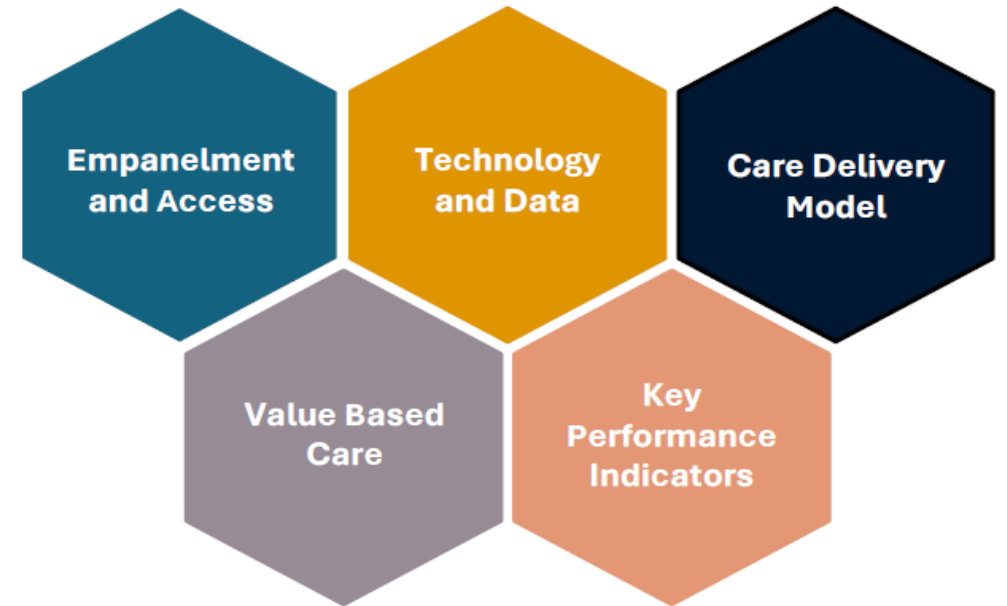 Empanelment
and Access
Technology
and Data
Care Delivery
Model
Value Based
Care
Key
Performance
Indicators